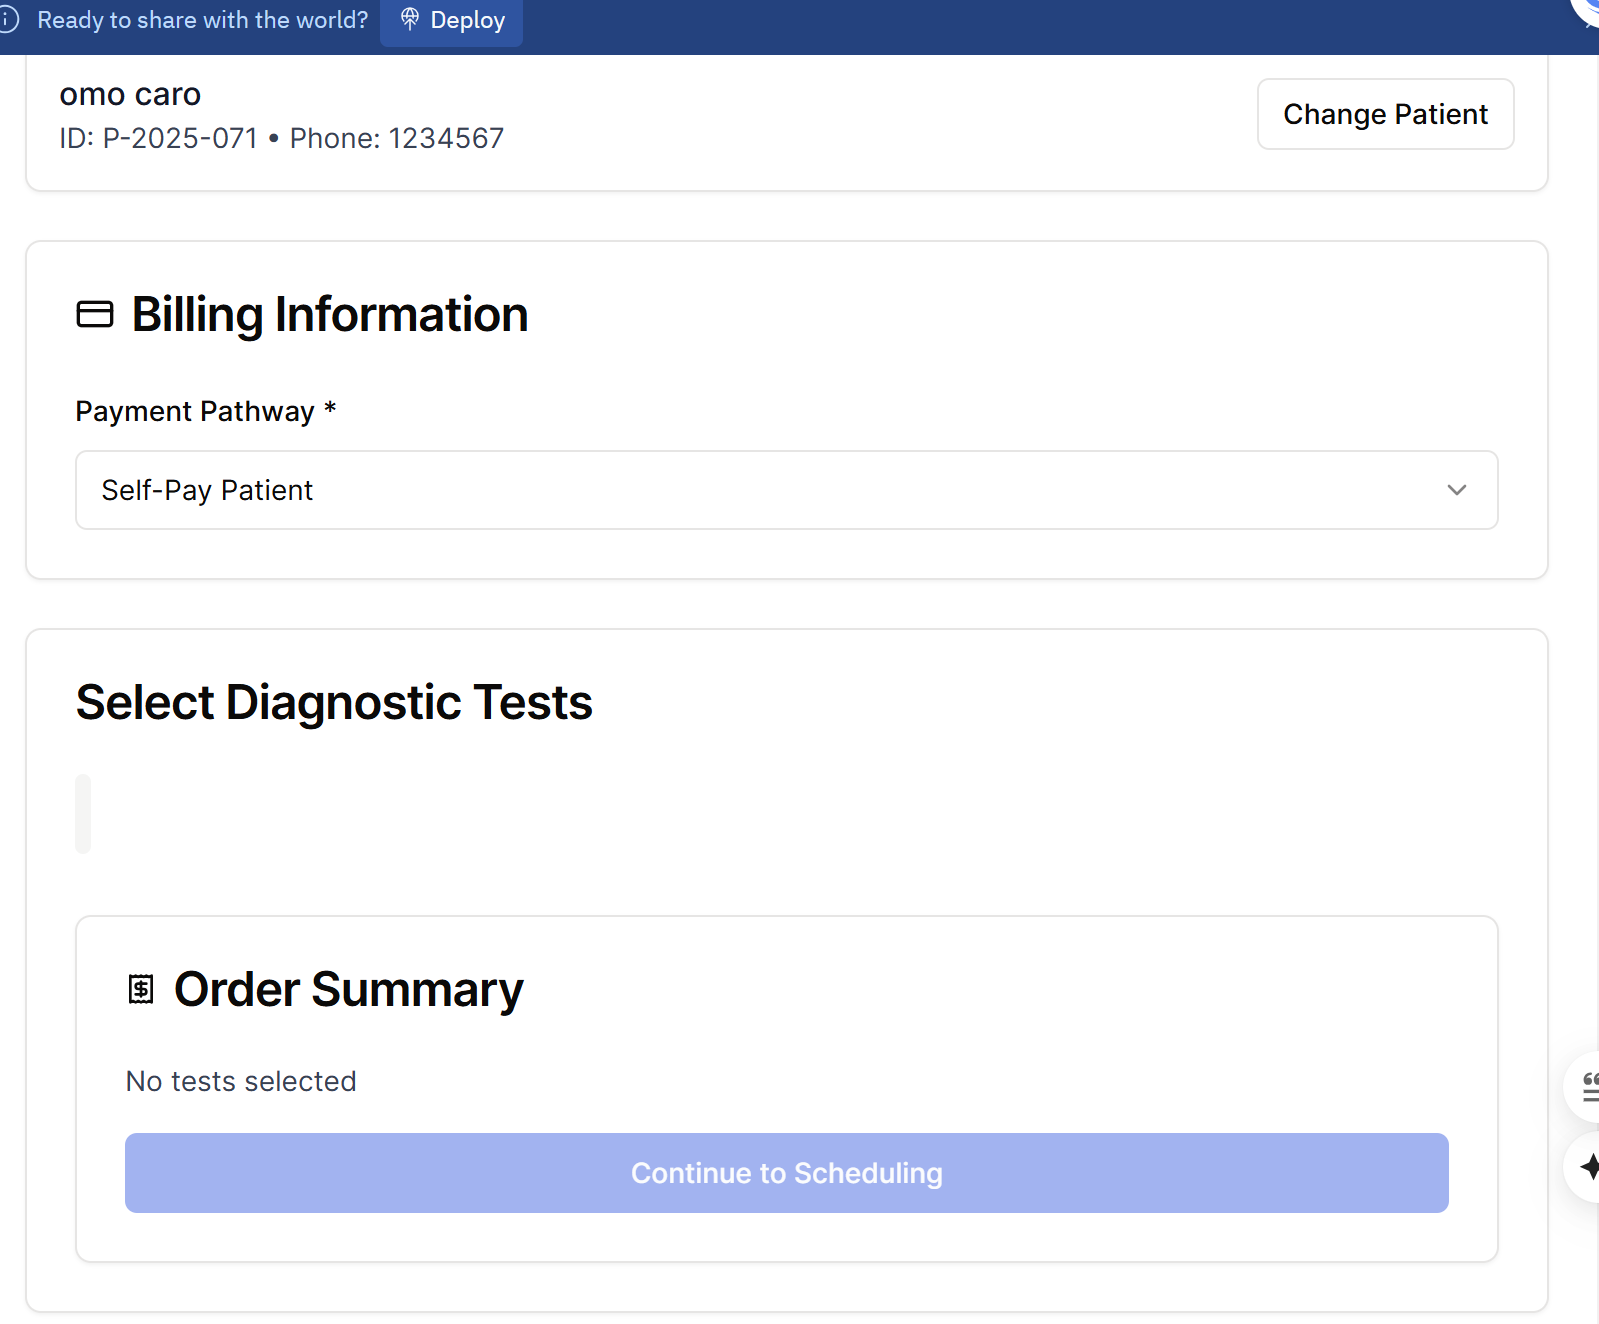 Ready to share with the world?
Deploy
omo caro
ID: P-2025-071 • Phone: 1234567
Change Patient
Billing Information
Payment Pathway *
Self-Pay Patient
Select Diagnostic Tests
Order Summary
No tests selected
Continue to Scheduling